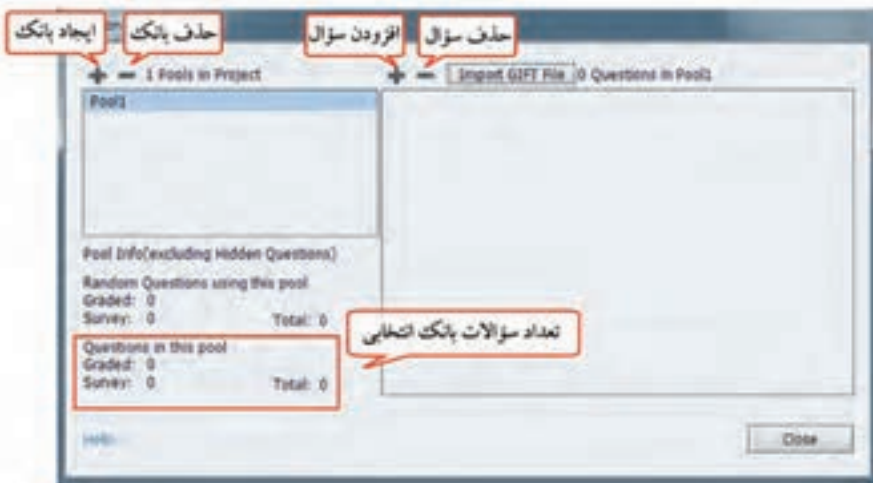 ایجاد بانک
حذف بانک
افزودن سؤال
حذف سؤال
1 Pools in Project
Import GIFT File
0 Questions in Pool1
Pool1
Pool Info(excluding Hidden Questions)
Random Questions using this pool
Graded: 0
Survey: 0 Total: 0
تعداد سؤالات بانک انتخابی
Questions in this pool
Graded: 0
Survey: 0 Total: 0
Help
Close